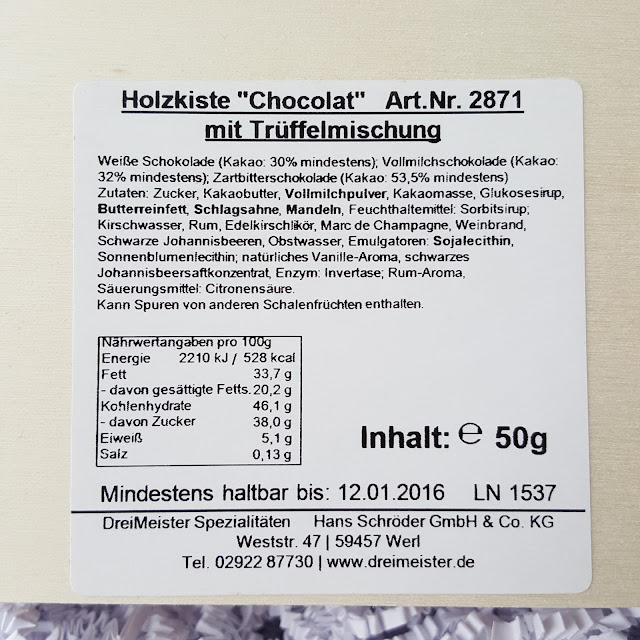 Holzkiste "Chocolat" Art.Nr. 2871
mit Trüffelmischung
Weiße Schokolade (Kakao: 30% mindestens); Vollmilchschokolade (Kakao:
32% mindestens); Zartbitterschokolade (Kakao: 53,5% mindestens)
Zutaten: Zucker, Kakaobutter, Vollmilchpulver, Kakaomasse, Glukosesirup,
Butterreinfett, Schlagsahne, Mandeln, Feuchthaltemittel: Sorbitsirup;
Kirschwasser, Rum, Edelkirschlikör, Marc de Champagne, Weinbrand,
Schwarze Johannisbeeren, Obstwasser, Emulgatoren: Sojalecithin,
Sonnenblumenlecithin; natürliches Vanille-Aroma, schwarzes
Johannisbeersaftkonzentrat, Enzym: Invertase; Rum-Aroma,
Säuerungsmittel: Citronensäure.
Kann Spuren von anderen Schalenfrüchten enthalten.
Nährwertangaben pro 100g
Energie 2210 kJ / 528 kcal
Fett 33,7 g
- davon gesättigte Fetts. 20,2 g
Kohlenhydrate 46,1 g
- davon Zucker 38,0 g
Eiweiß 5,1 g
Salz 0,13 g
Inhalt: ℮ 50g
Mindestens haltbar bis: 12.01.2016 LN 1537
DreiMeister Spezialitäten Hans Schröder GmbH & Co. KG
Weststr. 47 | 59457 Werl
Tel. 02922 87730 | www.dreimeister.de